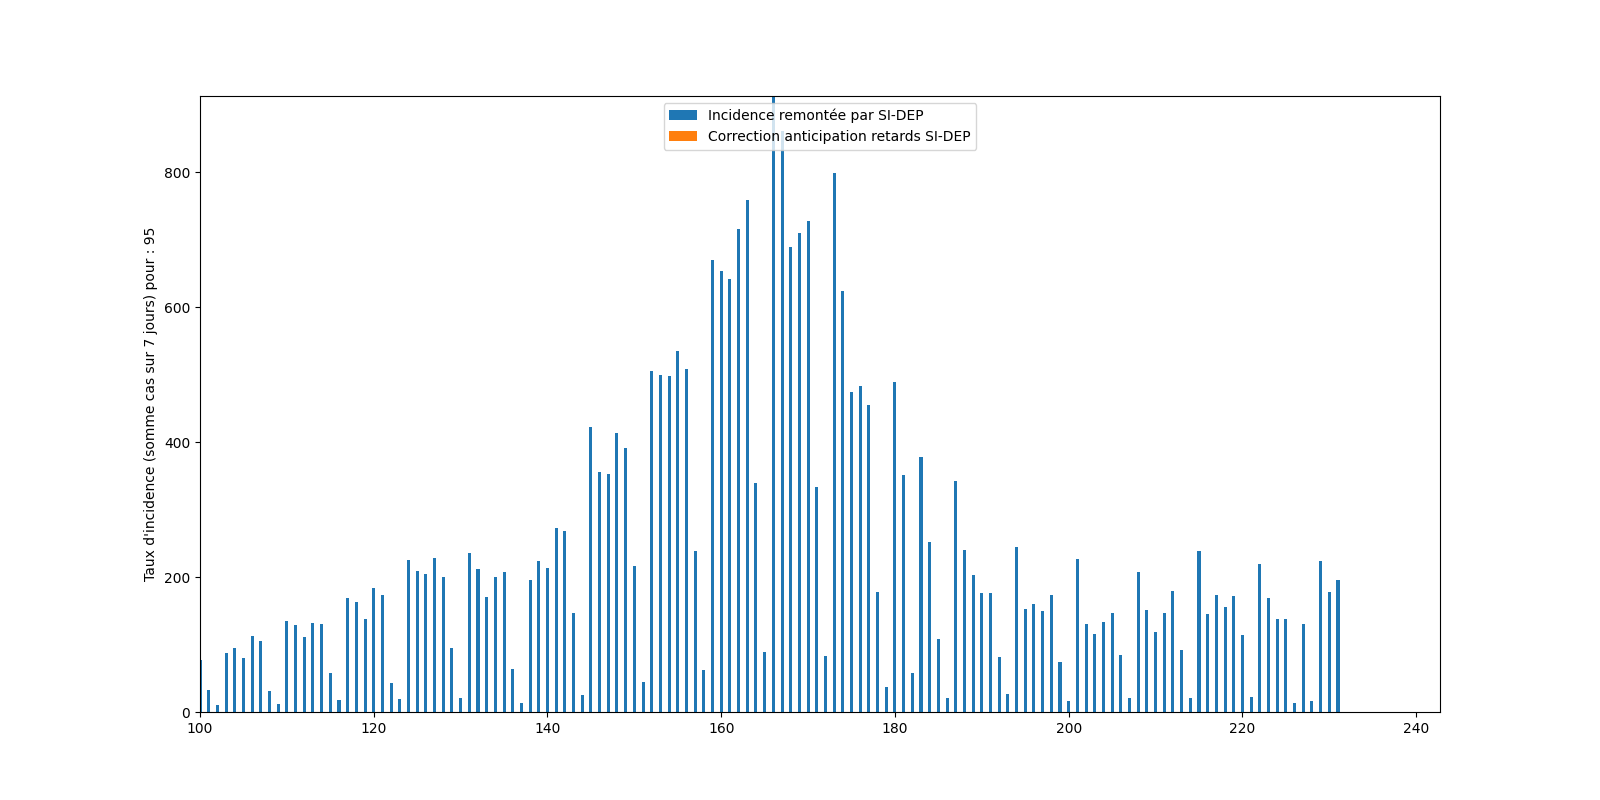 Incidence remontée par SI-DEP
Correction anticipation retards SI-DEP
Taux d'incidence (somme cas sur 7 jours) pour : 95
800
600
400
200
0
100 120 140 160 180 200 220 240